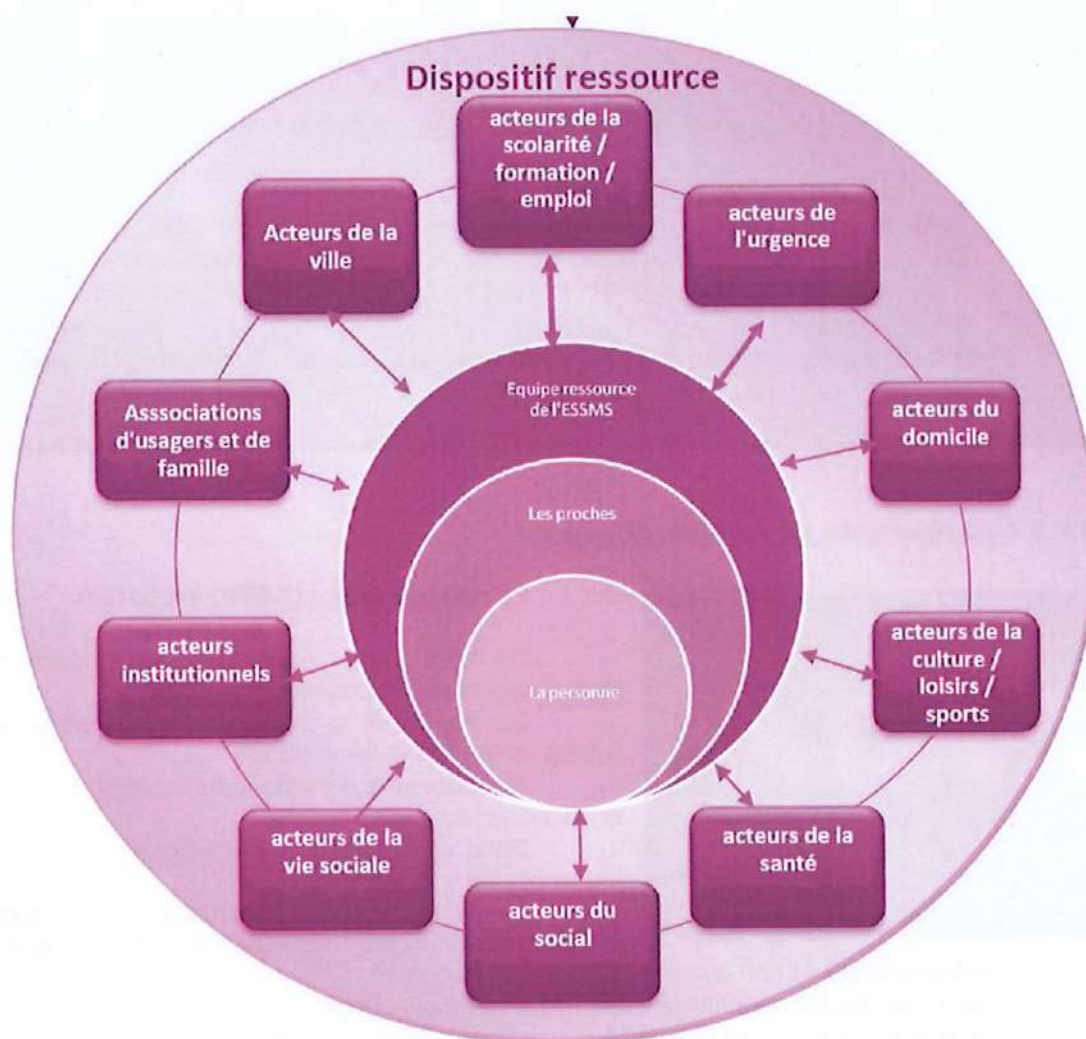 Dispositif ressource
acteurs de la
scolarité /
formation /
emploi
acteurs de
l'urgence
acteurs du
domicile
acteurs de la
culture /
loisirs /
sports
acteurs de la
santé
acteurs du
social
acteurs de la
vie sociale
acteurs
institutionnels
Asssociations
d'usagers et de
famille
Acteurs de la
ville
Equipe ressource
de l'ESSMS
Les proches
La personne